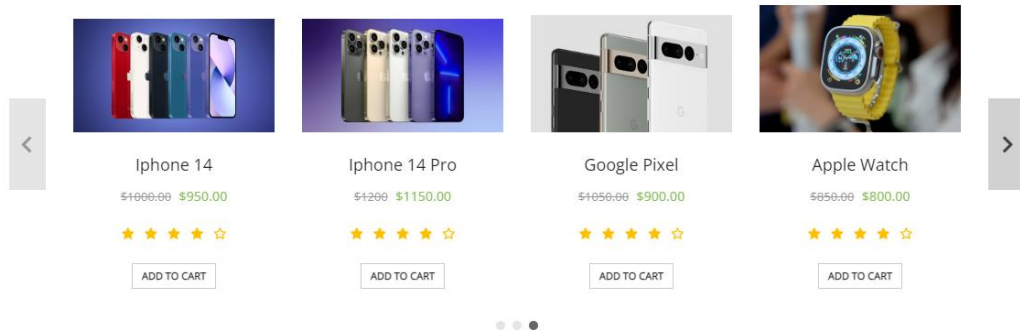 Iphone 14
$1000.00 $950.00
ADD TO CART
Iphone 14 Pro
$1200 $1150.00
ADD TO CART
Google Pixel
$1050.00 $900.00
ADD TO CART
Apple Watch
$850.00 $800.00
ADD TO CART